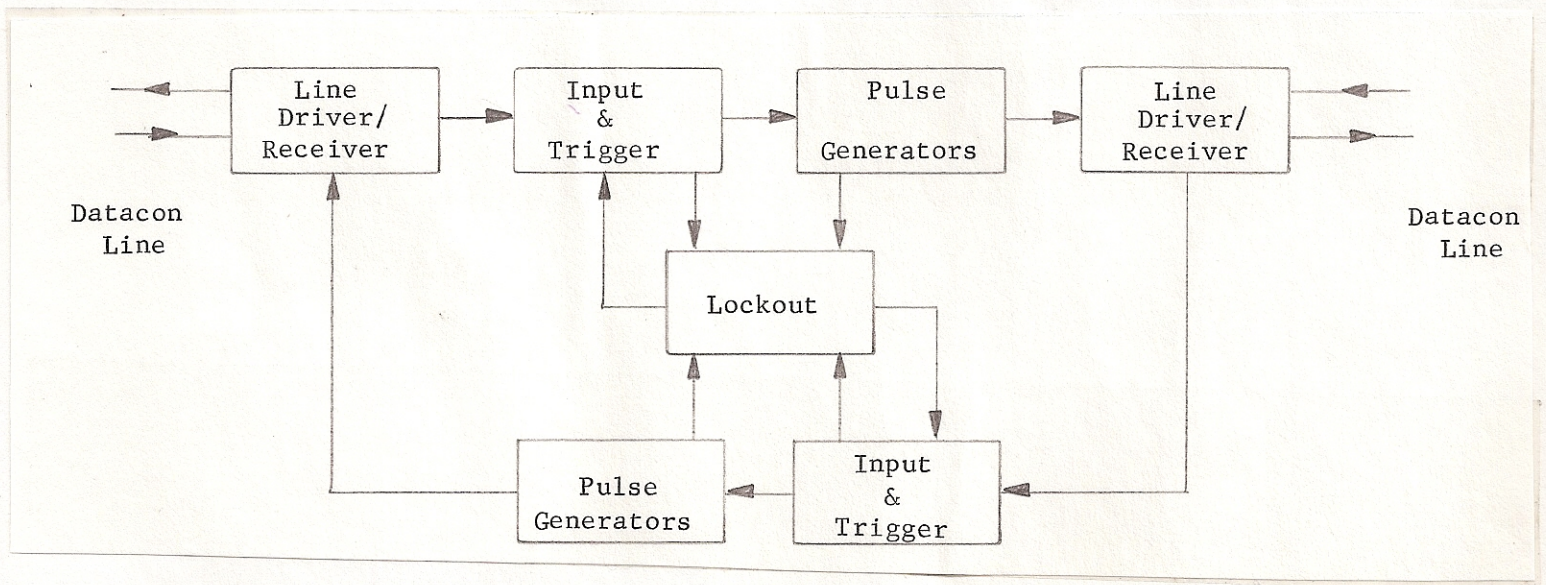 Line
Driver/
Receiver
Input
&
Trigger
Pulse
Generators
Line
Driver/
Receiver
Datacon
Line
Datacon
Line
Lockout
Pulse
Generators
Input
&
Trigger